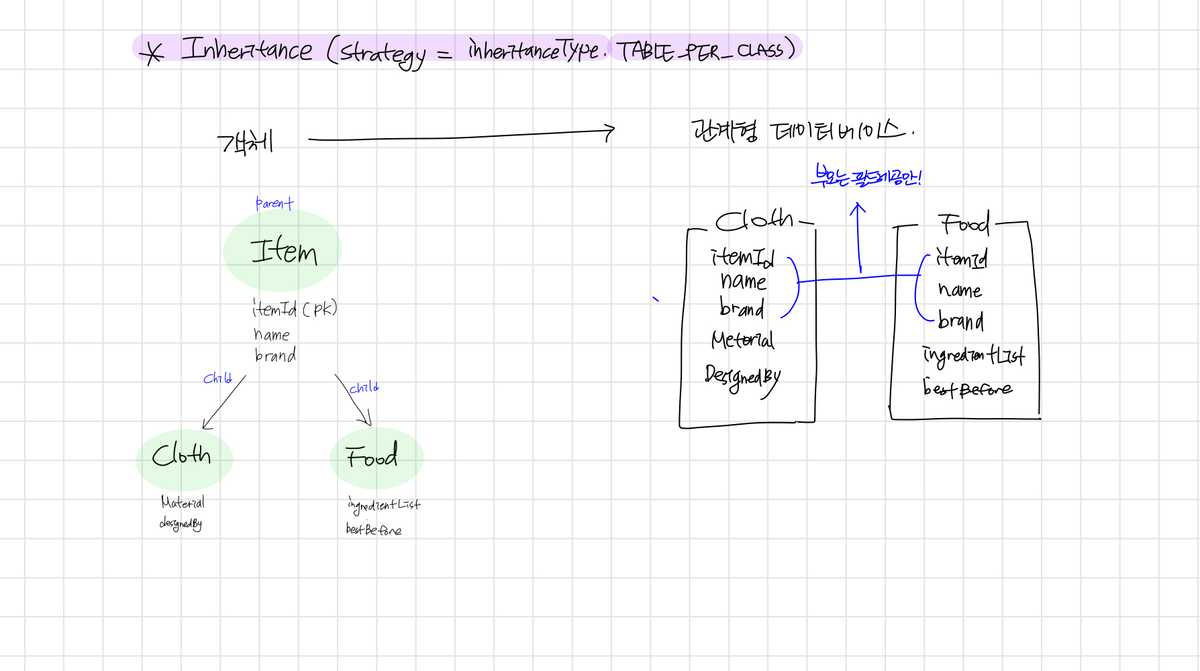 * Inheritance (strategy = inheritanceType. TABLE_PER_CLASS)
객체
관계형 데이터베이스.
parent
Item
itemId (pk)
name
brand
child
child
Cloth
Material
designedBy
Food
ingredientList
bestBefore
부모는 필드제공만!
Cloth
itemId
name
brand
Meterial
DesignedBy
Food
itemId
name
brand
ingredientList
bestBefore